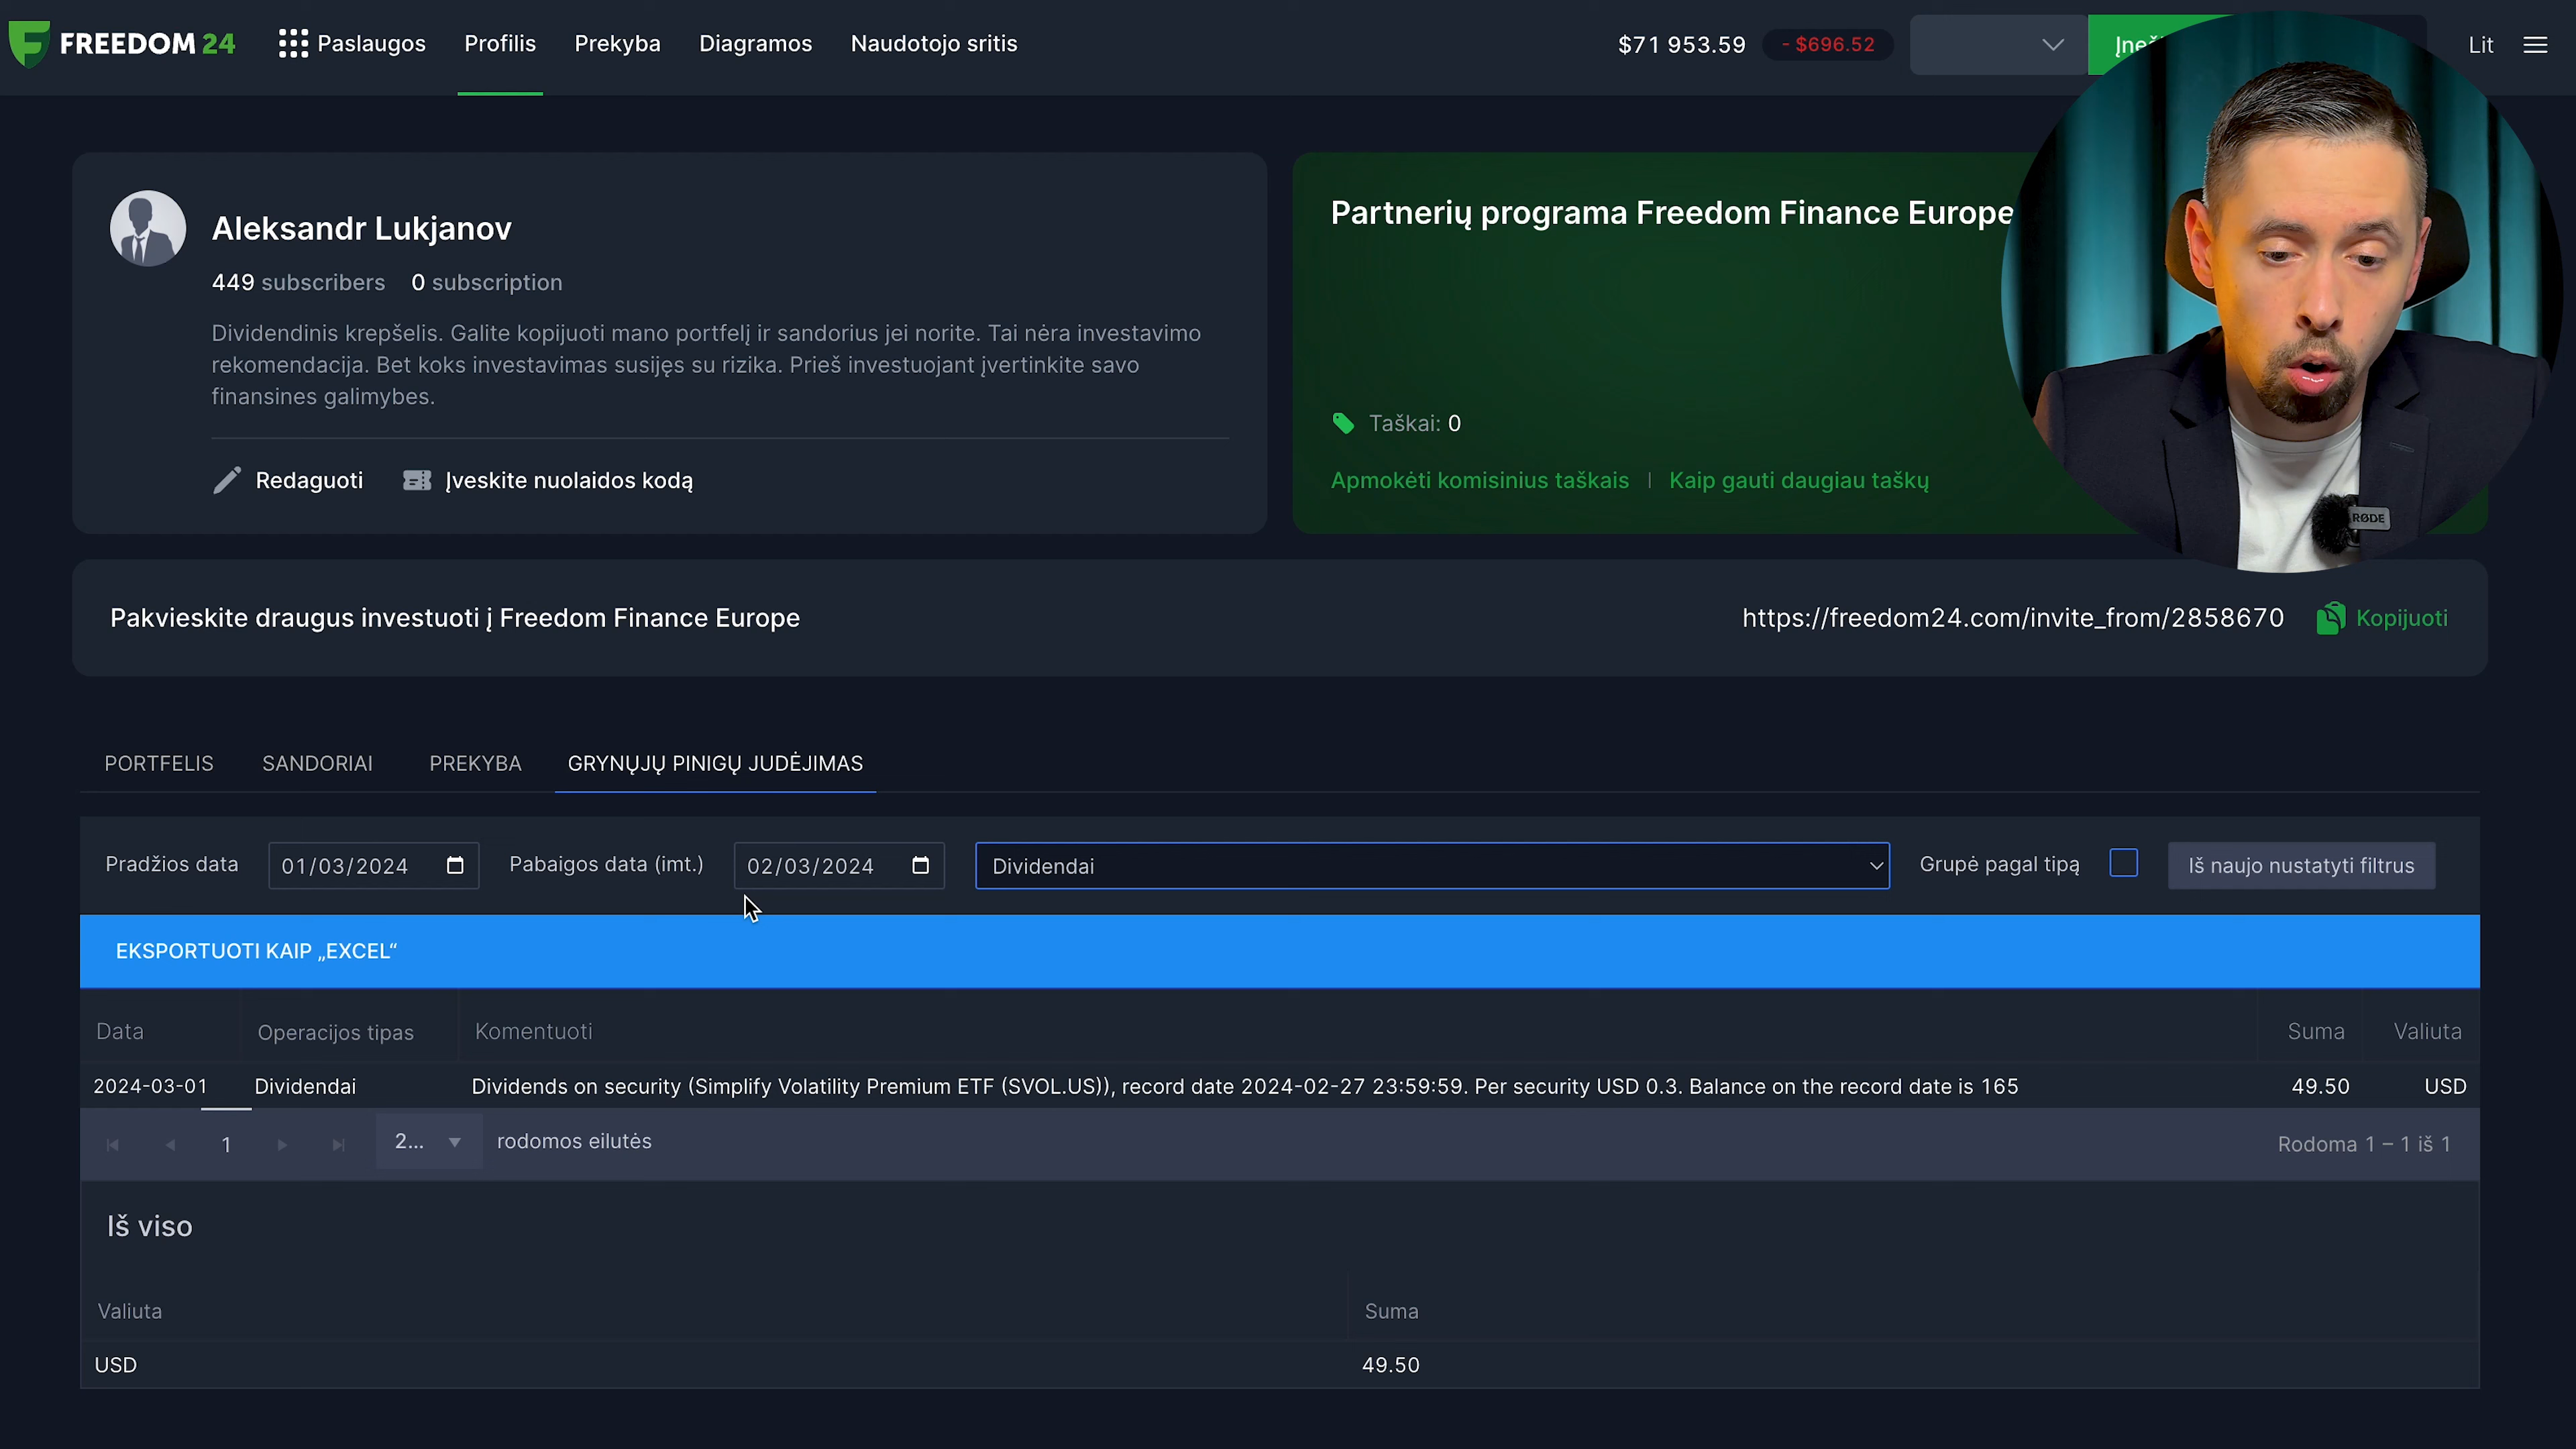 FREEDOM 24
Paslaugos
Profilis
Prekyba
Diagramos
Naudotojo sritis
$71 953.59
- $696.52
Lit
Aleksandr Lukjanov
449 subscribers 0 subscription
Dividendinis krepšelis. Galite kopijuoti mano portfelį ir sandorius jei norite. Tai nėra investavimo
rekomendacija. Bet koks investavimas susijęs su rizika. Prieš investuojant įvertinkite savo
finansines galimybes.
Redaguoti
Įveskite nuolaidos kodą
Partnerių programa Freedom Finance Europe
Taškai: 0
Apmokėti komisinius taškais | Kaip gauti daugiau taškų
RØDE
Pakvieskite draugus investuoti į Freedom Finance Europe
https://freedom24.com/invite_from/2858670
Kopijuoti
PORTFELIS
SANDORIAI
PREKYBA
GRYNŲJŲ PINIGŲ JUDĖJIMAS
Pradžios data
01/03/2024
Pabaigos data (imt.)
02/03/2024
Dividendai
Grupė pagal tipą
Iš naujo nustatyti filtrus
EKSPORTUOTI KAIP „EXCEL“
Data Operacijos tipas Komentuoti Suma Valiuta
2024-03-01 Dividendai Dividends on security (Simplify Volatility Premium ETF (SVOL.US)), record date 2024-02-27 23:59:59. Per security USD 0.3. Balance on the record date is 165 49.50 USD
1
2...
rodomos eilutės
Rodoma 1 – 1 iš 1
Iš viso
Valiuta Suma
USD 49.50